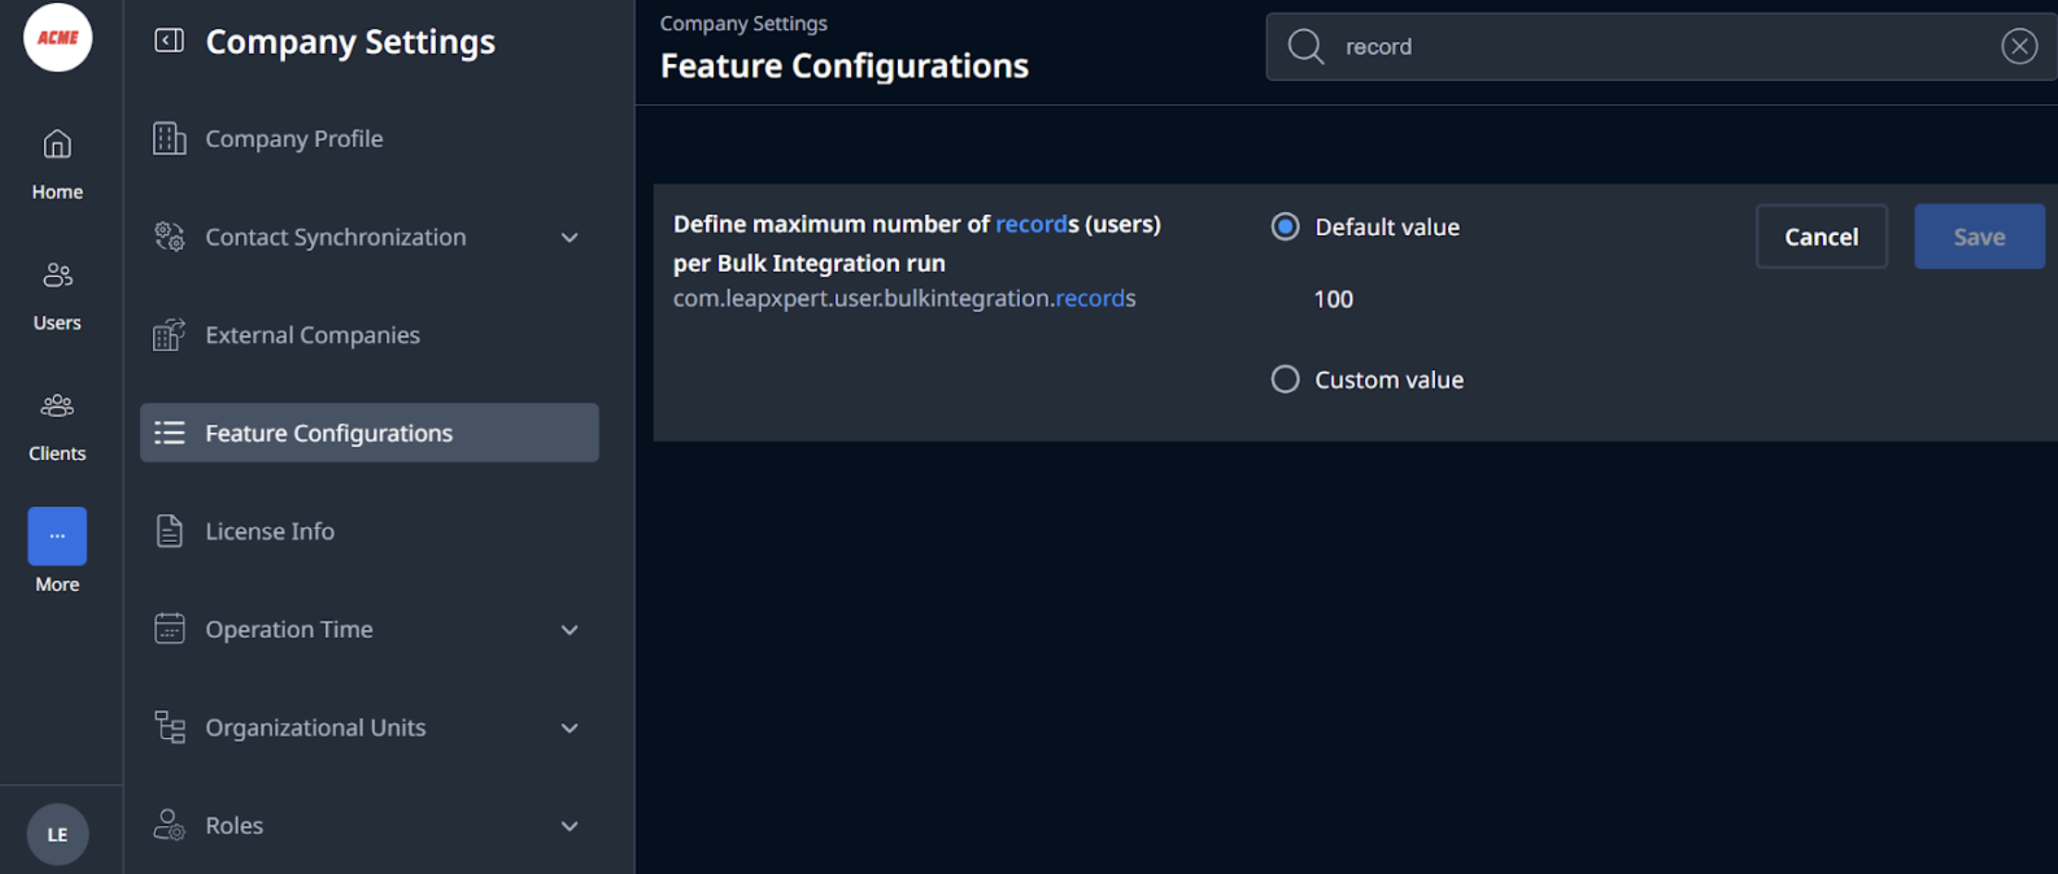 ACME
Home
Users
Clients
More
LE
Company Settings
Company Profile
Contact Synchronization
External Companies
Feature Configurations
License Info
Operation Time
Organizational Units
Roles
Company Settings
Feature Configurations
record
Define maximum number of records (users)
per Bulk Integration run
com.leapxpert.user.bulkintegration.records
Default value
100
Custom value
Cancel
Save